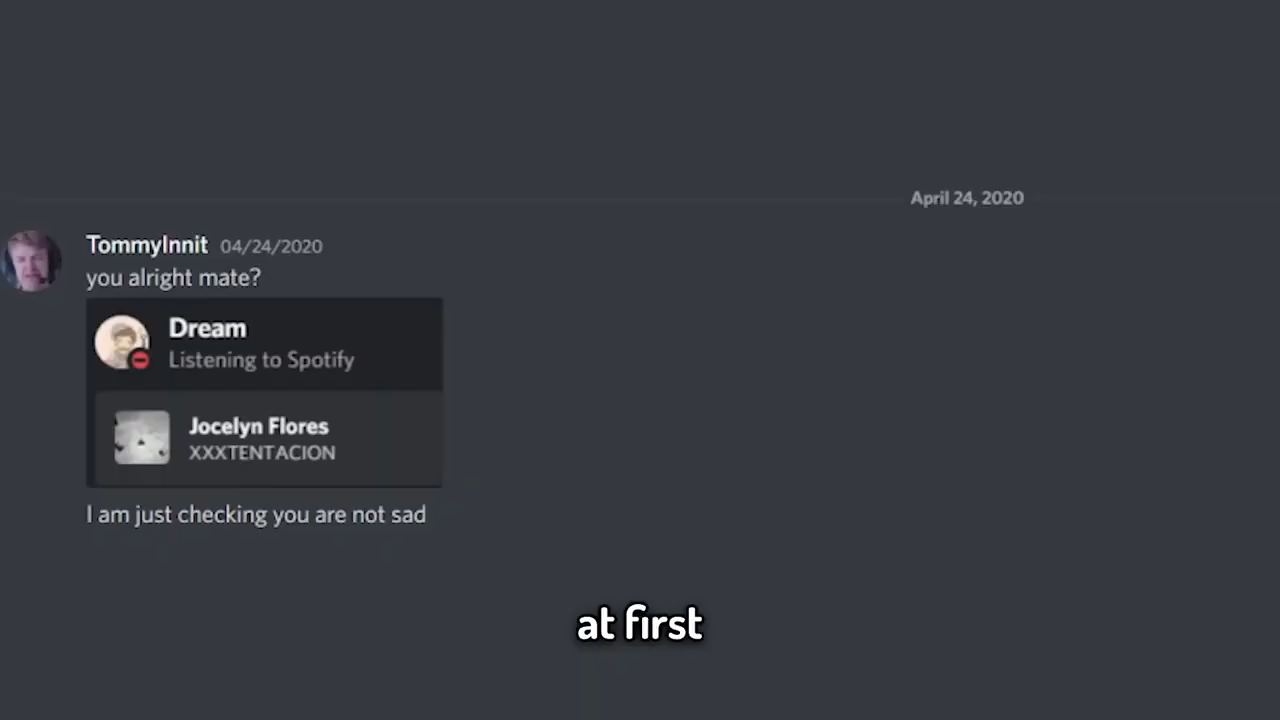 April 24, 2020
TommyInnit 04/24/2020
you alright mate?
Dream
Listening to Spotify
Jocelyn Flores
XXXTENTACION
I am just checking you are not sad
at first